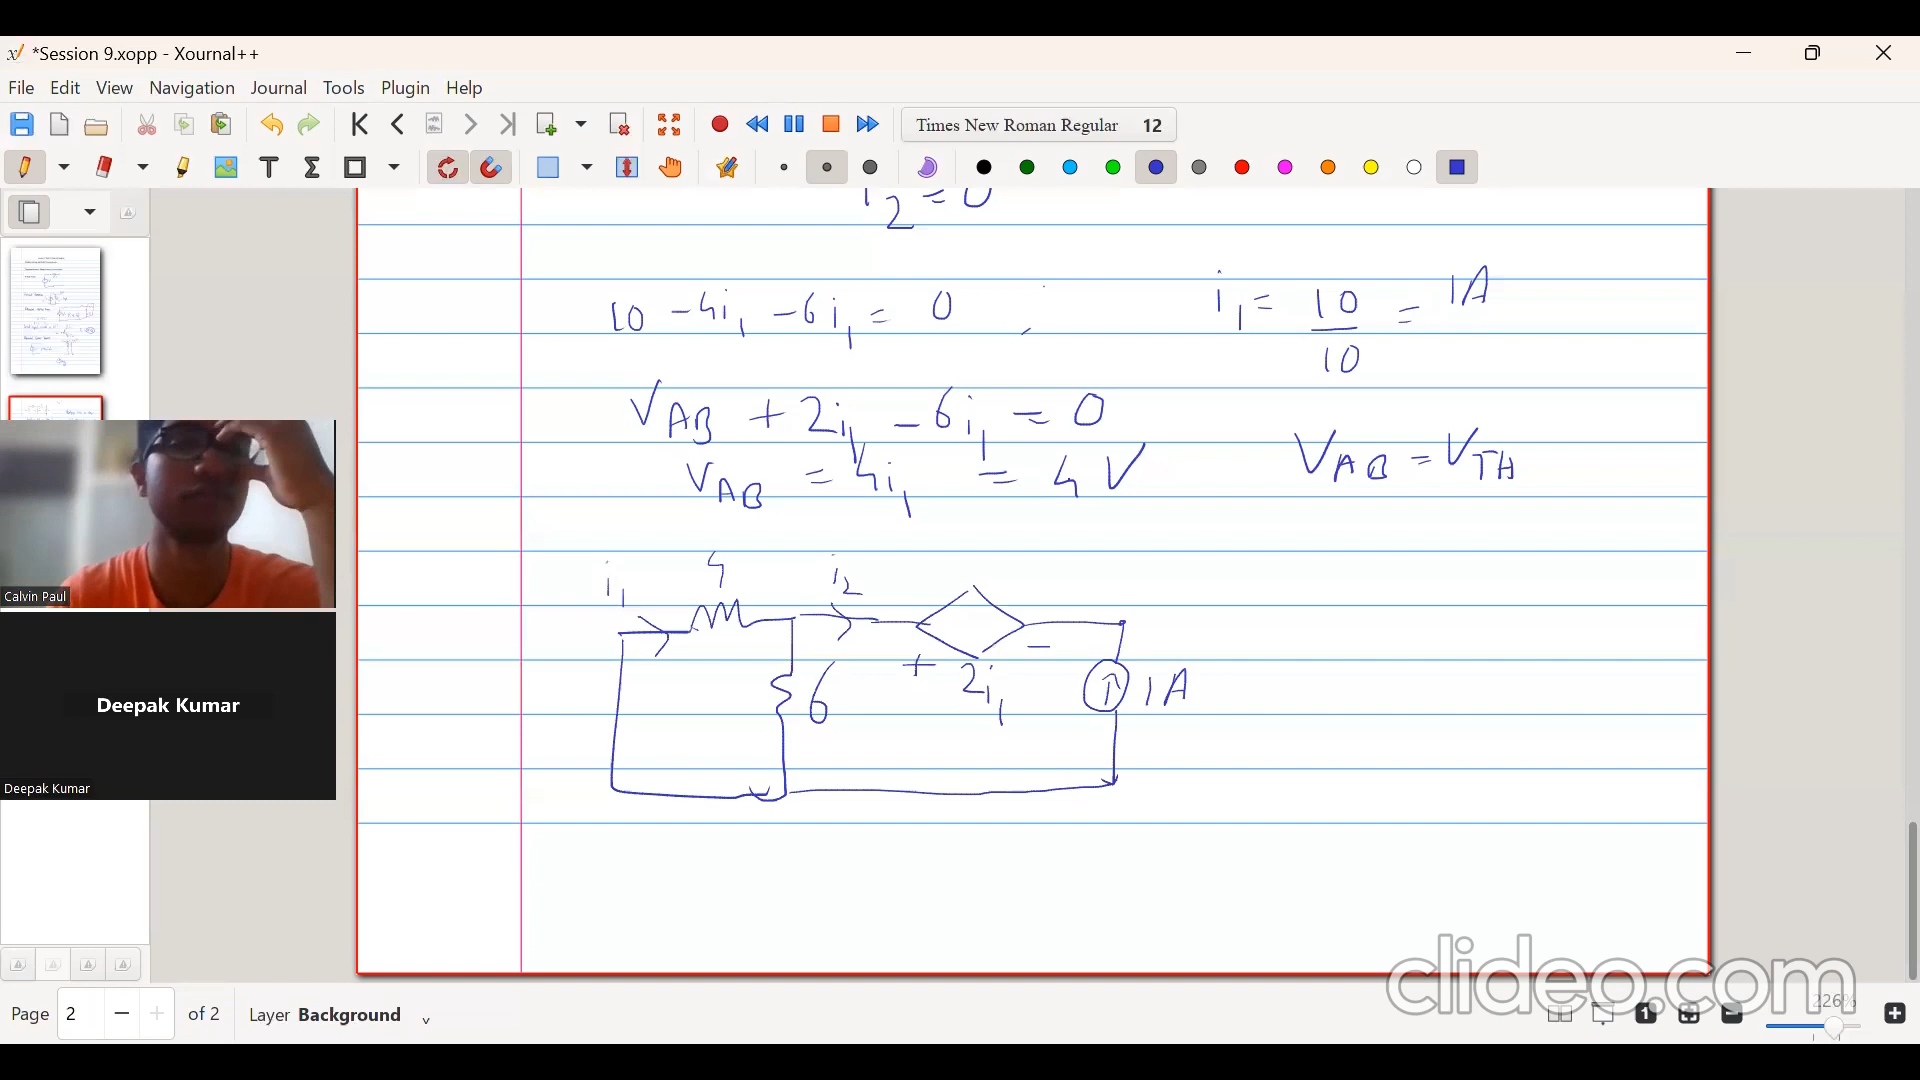 *Session 9.xopp - Xournal++
File Edit View Navigation Journal Tools Plugin Help
Times New Roman Regular 12
i2 = 0
10 - 4i1 - 6i1 = 0 , i1 = 10/10 = 1A
VAB + 2i1 - 6i1 = 0
VAB = 4i1 = 4V VAB = VTH
i1 4 i2
6 + 2i1 - 1A
Calvin Paul
Deepak Kumar
Deepak Kumar
clideo.com
226%
Page 2 of 2 Layer Background